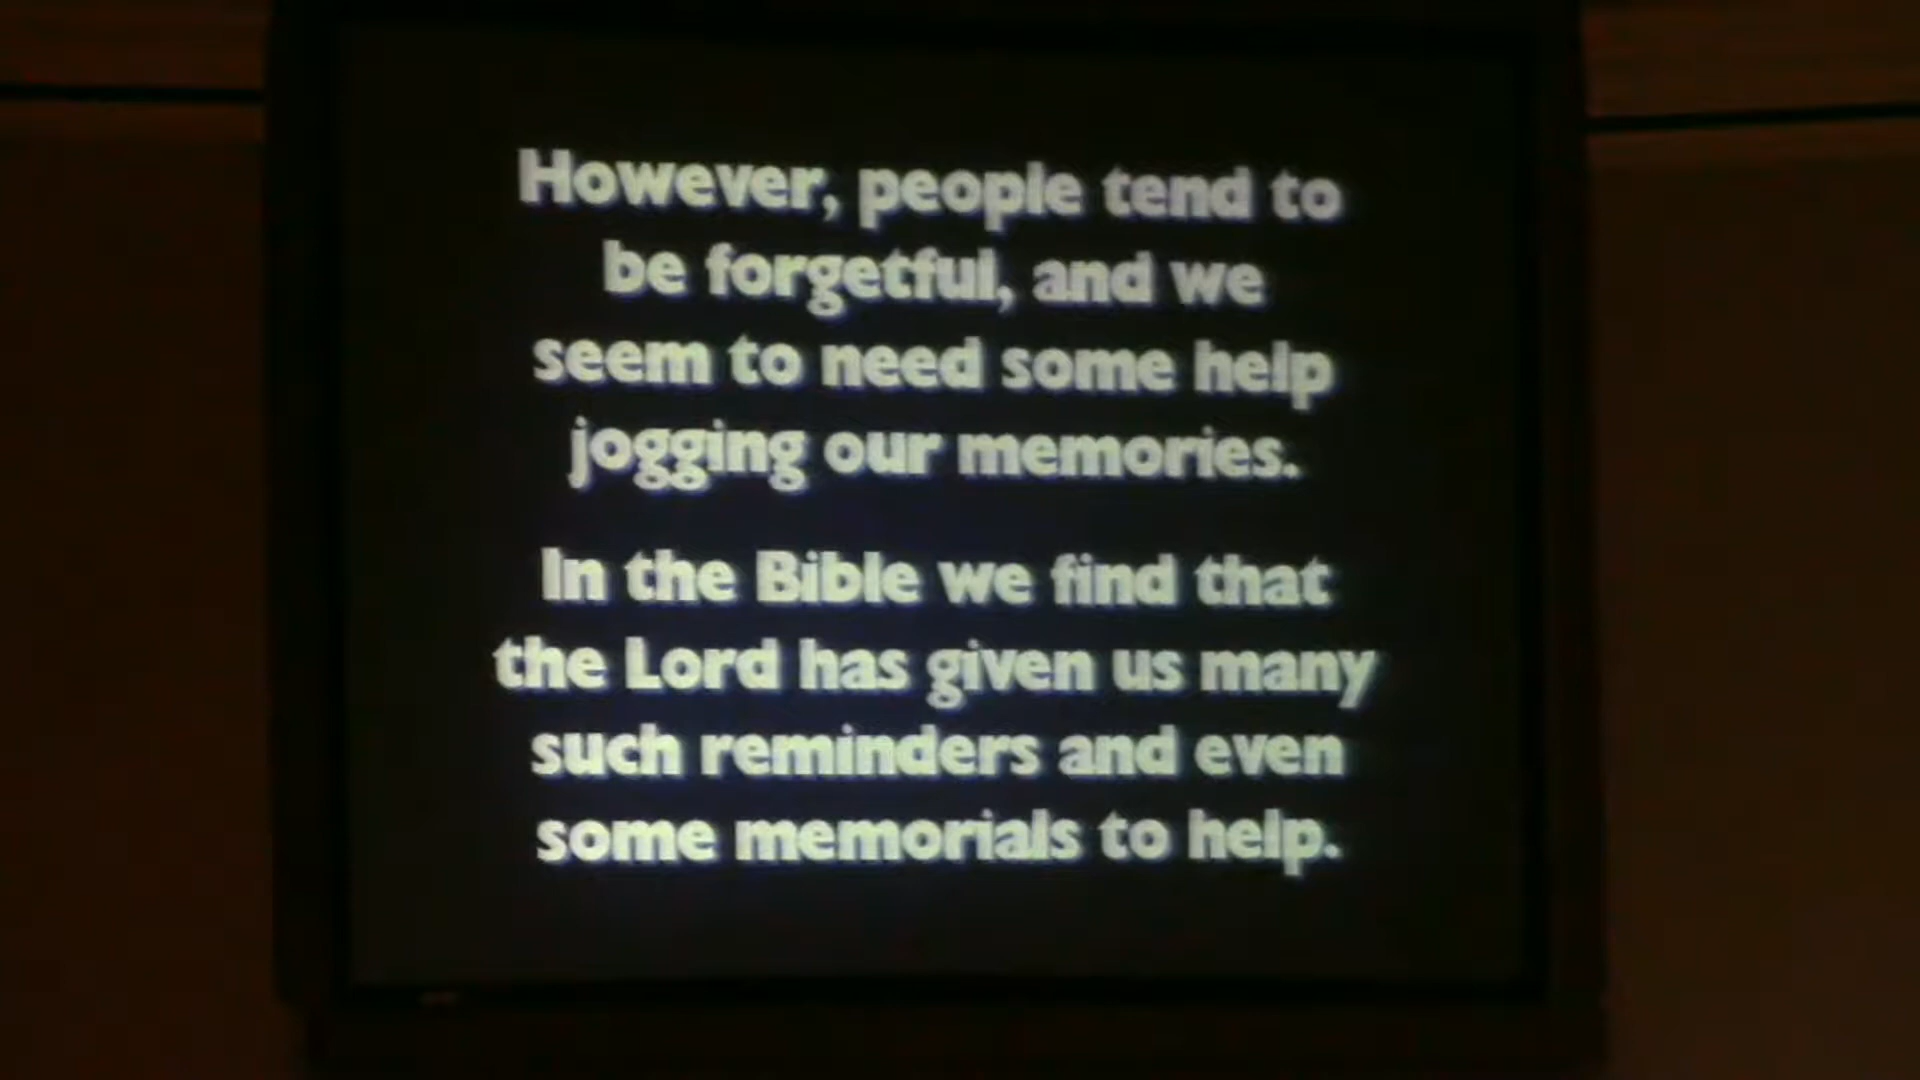 However, people tend to
be forgetful, and we
seem to need some help
jogging our memories.
In the Bible we find that
the Lord has given us many
such reminders and even
some memorials to help.